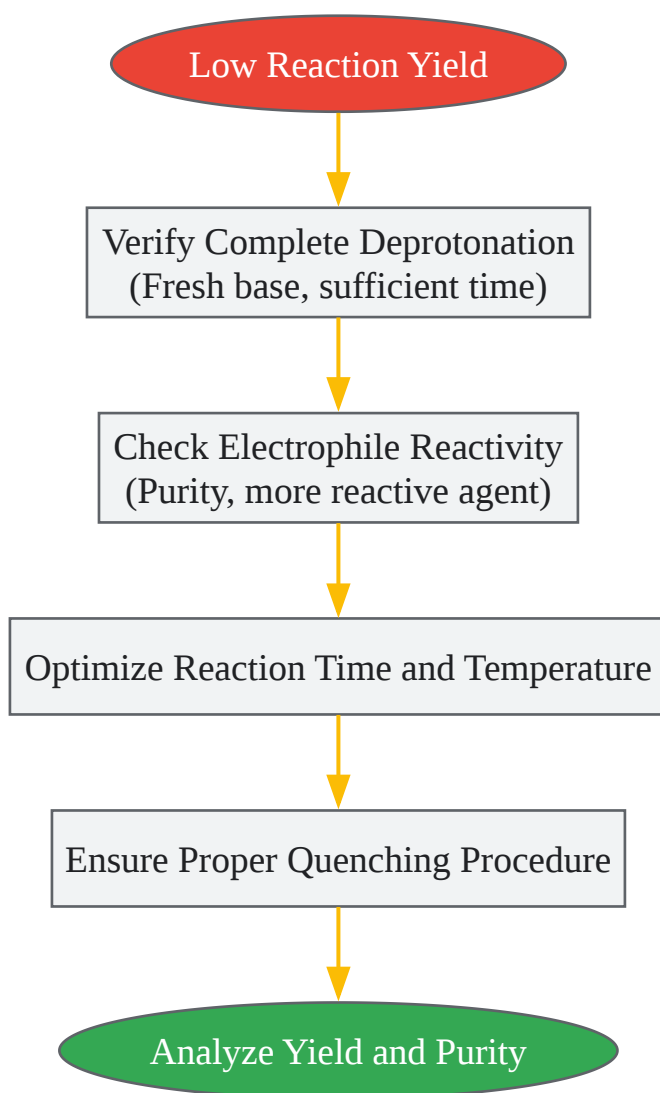 Low Reaction Yield
Verify Complete Deprotonation
(Fresh base, sufficient time)
Check Electrophile Reactivity
(Purity, more reactive agent)
Optimize Reaction Time and Temperature
Ensure Proper Quenching Procedure
Analyze Yield and Purity